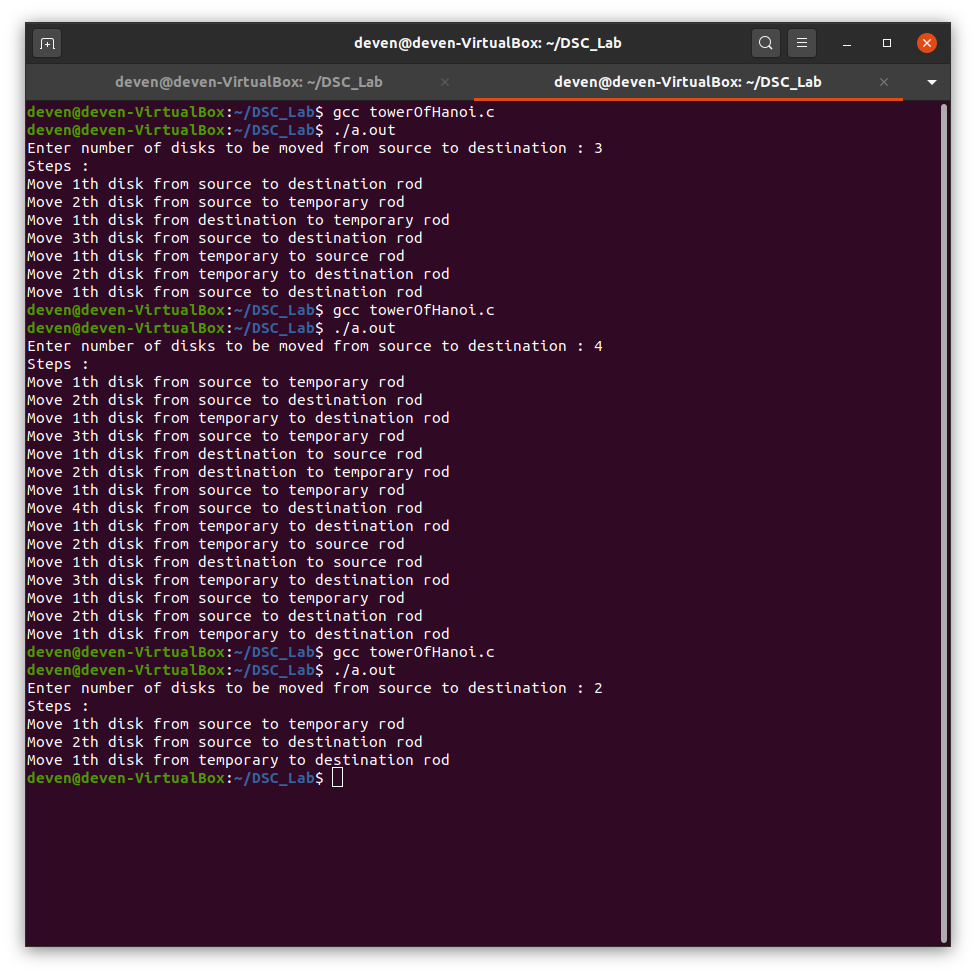 deven@deven-VirtualBox: ~/DSC_Lab
deven@deven-VirtualBox: ~/DSC_Lab
deven@deven-VirtualBox: ~/DSC_Lab
deven@deven-VirtualBox:~/DSC_Lab$ gcc towerOfHanoi.c
deven@deven-VirtualBox:~/DSC_Lab$ ./a.out
Enter number of disks to be moved from source to destination : 3
Steps :
Move 1th disk from source to destination rod
Move 2th disk from source to temporary rod
Move 1th disk from destination to temporary rod
Move 3th disk from source to destination rod
Move 1th disk from temporary to source rod
Move 2th disk from temporary to destination rod
Move 1th disk from source to destination rod
deven@deven-VirtualBox:~/DSC_Lab$ gcc towerOfHanoi.c
deven@deven-VirtualBox:~/DSC_Lab$ ./a.out
Enter number of disks to be moved from source to destination : 4
Steps :
Move 1th disk from source to temporary rod
Move 2th disk from source to destination rod
Move 1th disk from temporary to destination rod
Move 3th disk from source to temporary rod
Move 1th disk from destination to source rod
Move 2th disk from destination to temporary rod
Move 1th disk from source to temporary rod
Move 4th disk from source to destination rod
Move 1th disk from temporary to destination rod
Move 2th disk from temporary to source rod
Move 1th disk from destination to source rod
Move 3th disk from temporary to destination rod
Move 1th disk from source to temporary rod
Move 2th disk from source to destination rod
Move 1th disk from temporary to destination rod
deven@deven-VirtualBox:~/DSC_Lab$ gcc towerOfHanoi.c
deven@deven-VirtualBox:~/DSC_Lab$ ./a.out
Enter number of disks to be moved from source to destination : 2
Steps :
Move 1th disk from source to temporary rod
Move 2th disk from source to destination rod
Move 1th disk from temporary to destination rod
deven@deven-VirtualBox:~/DSC_Lab$